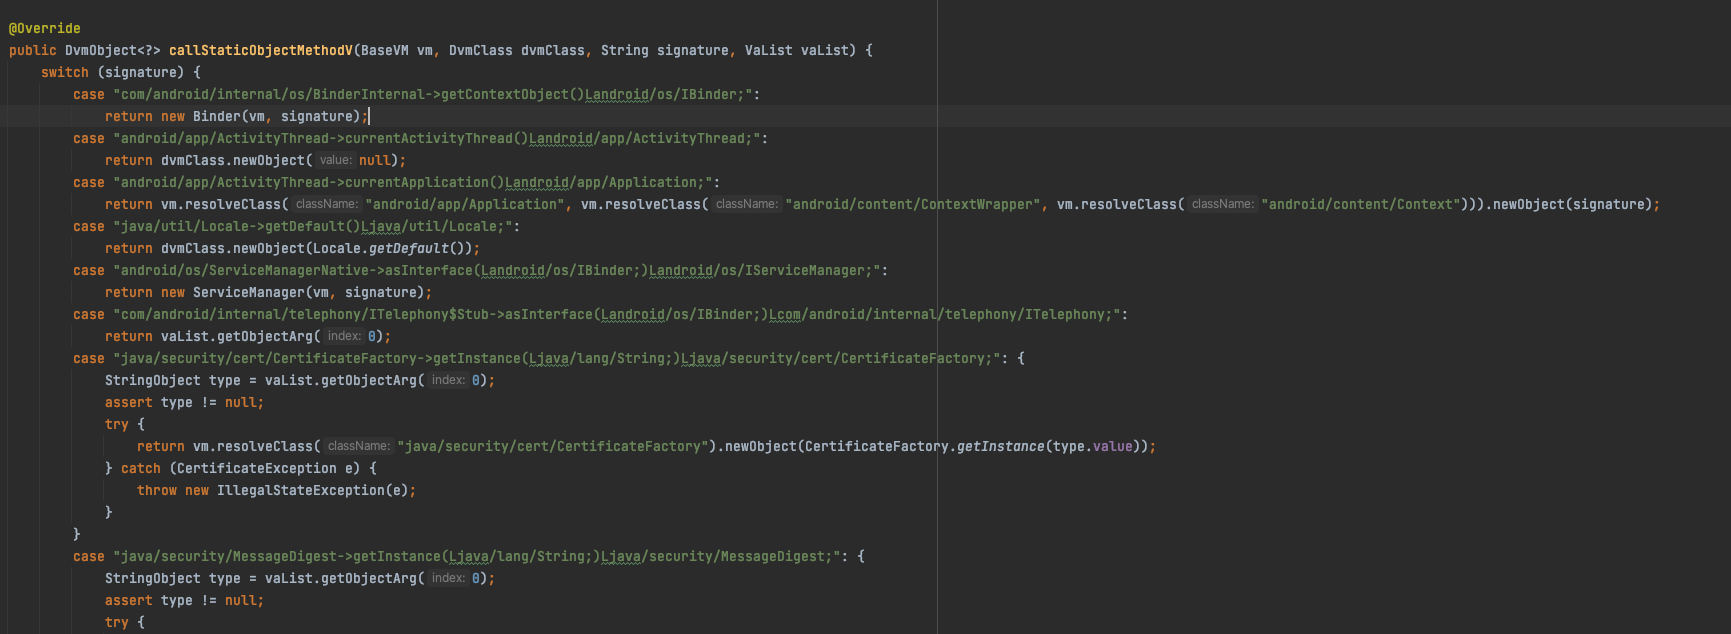 @Override
public DvmObject<?> callStaticObjectMethodV(BaseVM vm, DvmClass dvmClass, String signature, VaList vaList) {
switch (signature) {
case "com/android/internal/os/BinderInternal->getContextObject()Landroid/os/IBinder;":
return new Binder(vm, signature);
case "android/app/ActivityThread->currentActivityThread()Landroid/app/ActivityThread;":
return dvmClass.newObject( value: null);
case "android/app/ActivityThread->currentApplication()Landroid/app/Application;":
return vm.resolveClass( className: "android/app/Application", vm.resolveClass( className: "android/content/ContextWrapper", vm.resolveClass( className: "android/content/Context"))).newObject(signature);
case "java/util/Locale->getDefault()Ljava/util/Locale;":
return dvmClass.newObject(Locale.getDefault());
case "android/os/ServiceManagerNative->asInterface(Landroid/os/IBinder;)Landroid/os/IServiceManager;":
return new ServiceManager(vm, signature);
case "com/android/internal/telephony/ITelephony$Stub->asInterface(Landroid/os/IBinder;)Lcom/android/internal/telephony/ITelephony;":
return vaList.getObjectArg( index: 0);
case "java/security/cert/CertificateFactory->getInstance(Ljava/lang/String;)Ljava/security/cert/CertificateFactory;": {
StringObject type = vaList.getObjectArg( index: 0);
assert type != null;
try {
return vm.resolveClass( className: "java/security/cert/CertificateFactory").newObject(CertificateFactory.getInstance(type.value));
} catch (CertificateException e) {
throw new IllegalStateException(e);
}
}
case "java/security/MessageDigest->getInstance(Ljava/lang/String;)Ljava/security/MessageDigest;": {
StringObject type = vaList.getObjectArg( index: 0);
assert type != null;
try {